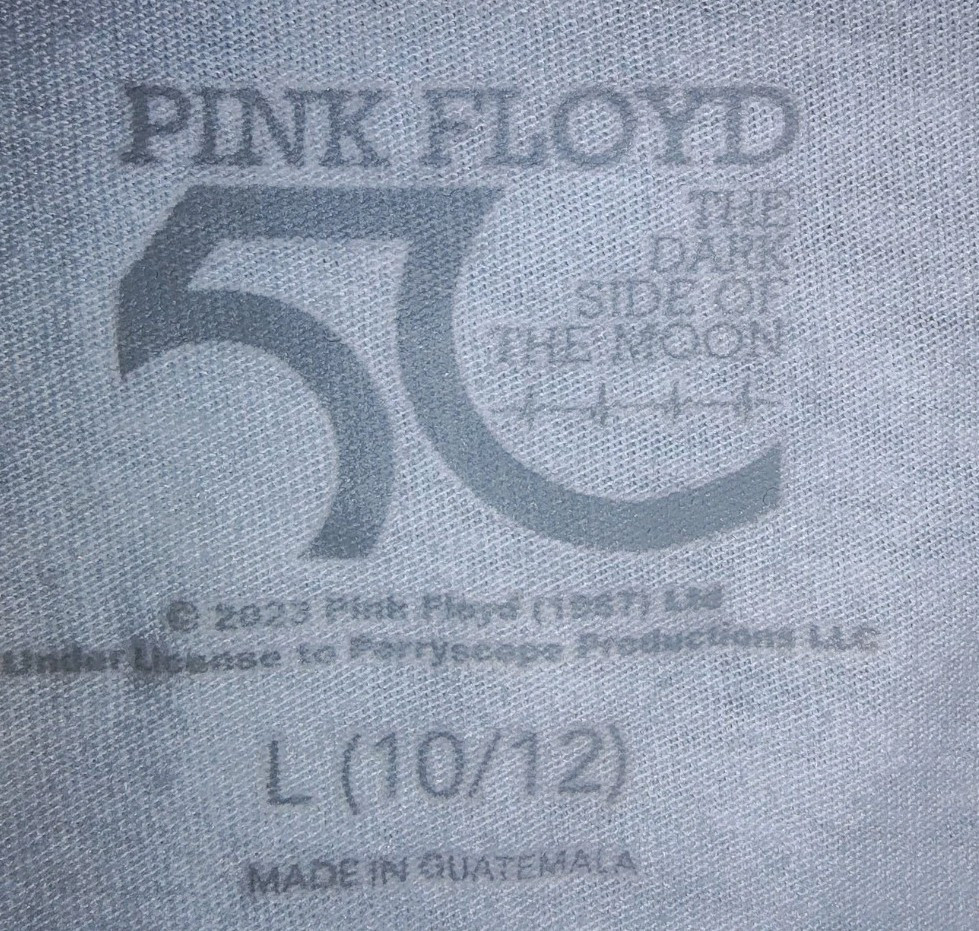 PINK FLOYD
50
THE
DARK
SIDE OF
THE MOON
© 2023 Pink Floyd (1987) Ltd
Under License to Perryscope Productions LLC
L (10/12)
MADE IN GUATEMALA